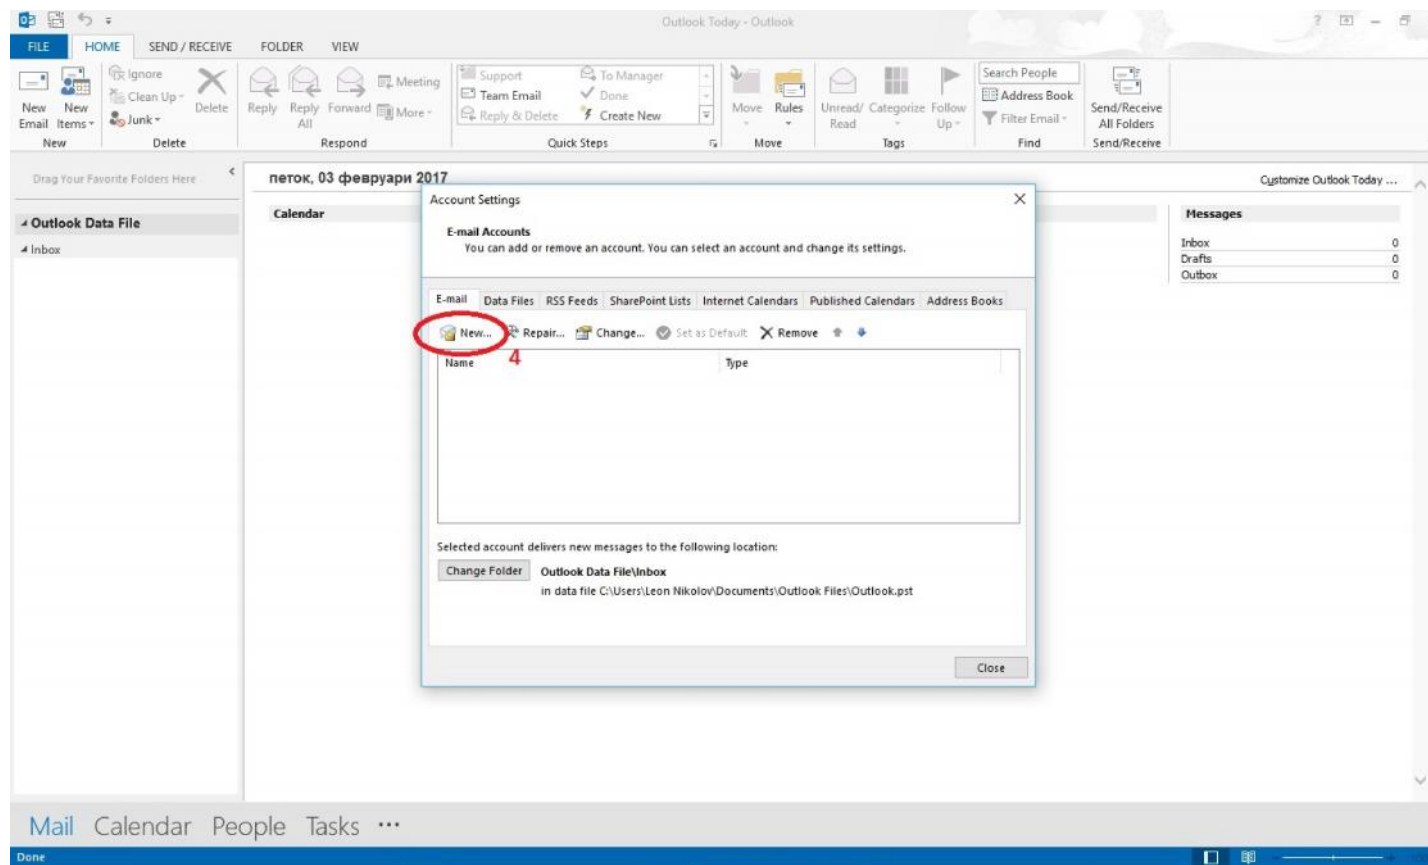 Outlook Today - Outlook
FILE HOME SEND / RECEIVE FOLDER VIEW
New Email
New Items
Ignore
Clean Up
Junk
Delete
Reply
Reply All
Forward
Meeting
More
Support
Team Email
Reply & Delete
To Manager
Done
Create New
Move
Rules
Unread/ Read
Categorize
Follow Up
Search People
Address Book
Filter Email
Send/Receive All Folders
New Delete Respond Quick Steps Move Tags Find Send/Receive
Drag Your Favorite Folders Here
Outlook Data File
Inbox
петок, 03 февруари 2017
Customize Outlook Today ...
Calendar
Messages
Inbox 0
Drafts 0
Outbox 0
Account Settings
E-mail Accounts
You can add or remove an account. You can select an account and change its settings.
E-mail Data Files RSS Feeds SharePoint Lists Internet Calendars Published Calendars Address Books
New... Repair... Change... Set as Default Remove
4
Name Type
Selected account delivers new messages to the following location:
Change Folder Outlook Data File\Inbox
in data file C:\Users\Leon Nikolov\Documents\Outlook Files\Outlook.pst
Close
Mail Calendar People Tasks ...
Done